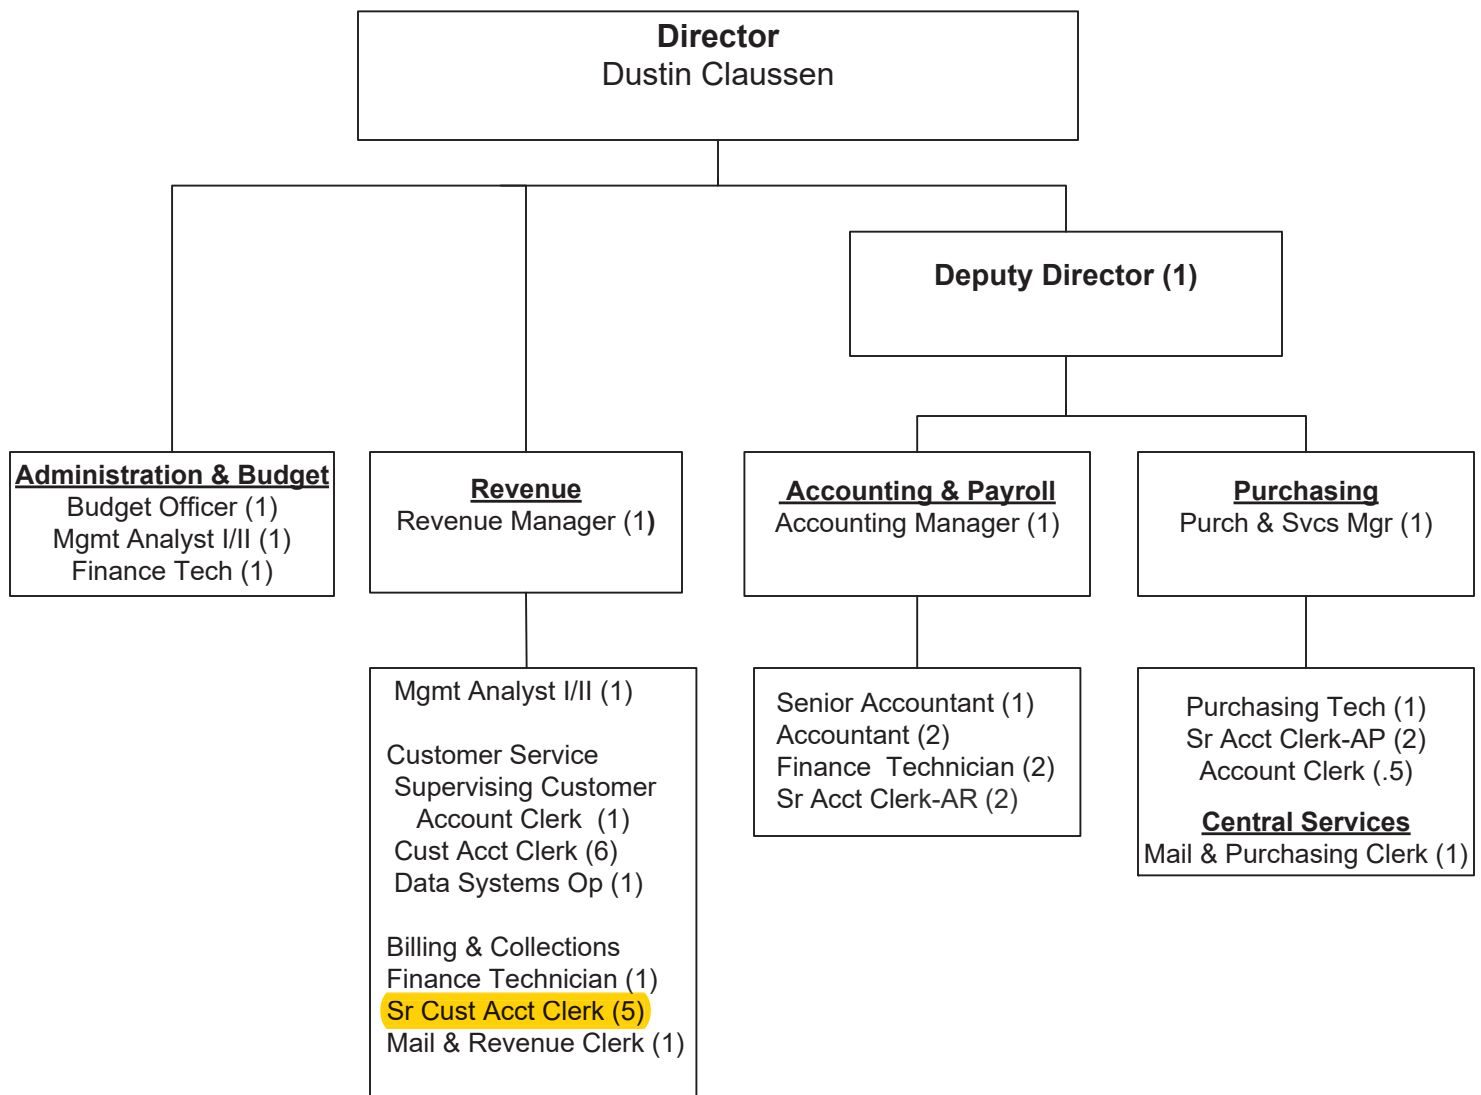 Director
Dustin Claussen
Deputy Director (1)
Administration & Budget
Budget Officer (1)
Mgmt Analyst I/II (1)
Finance Tech (1)
Revenue
Revenue Manager (1)
Accounting & Payroll
Accounting Manager (1)
Purchasing
Purch & Svcs Mgr (1)
Mgmt Analyst I/II (1)
Customer Service
Supervising Customer
Account Clerk (1)
Cust Acct Clerk (6)
Data Systems Op (1)
Billing & Collections
Finance Technician (1)
Sr Cust Acct Clerk (5)
Mail & Revenue Clerk (1)
Senior Accountant (1)
Accountant (2)
Finance Technician (2)
Sr Acct Clerk-AR (2)
Purchasing Tech (1)
Sr Acct Clerk-AP (2)
Account Clerk (.5)
Central Services
Mail & Purchasing Clerk (1)